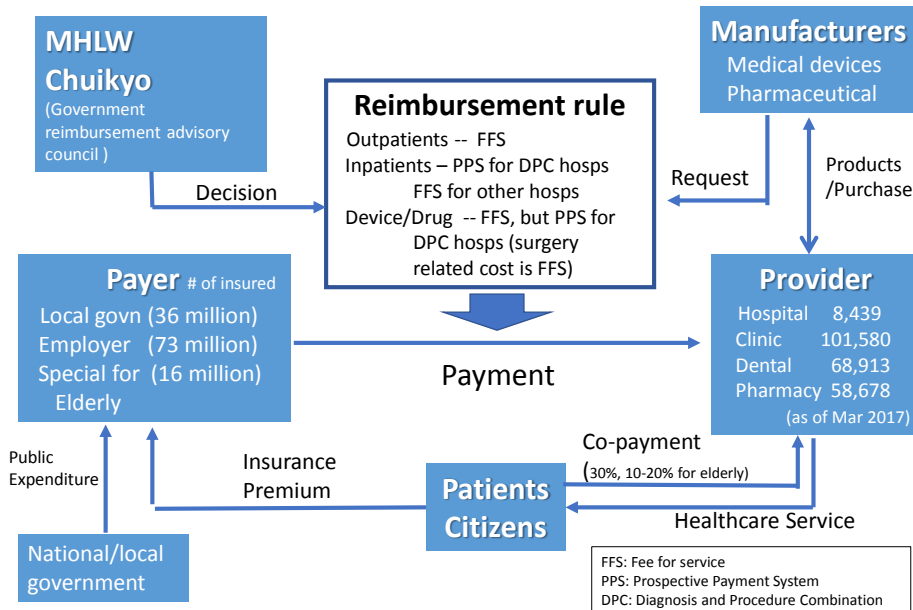 MHLW
Chuikyo
(Government
reimbursement advisory
council )
Decision
Reimbursement rule
Outpatients -- FFS
Inpatients – PPS for DPC hosps
FFS for other hosps
Device/Drug -- FFS, but PPS for
DPC hosps (surgery
related cost is FFS)
Manufacturers
Medical devices
Pharmaceutical
Request
Products
/Purchase
Payer # of insured
Local govn (36 million)
Employer (73 million)
Special for (16 million)
Elderly
Payment
Provider
Hospital 8,439
Clinic 101,580
Dental 68,913
Pharmacy 58,678
(as of Mar 2017)
Public
Expenditure
Insurance
Premium
Co-payment
(30%, 10-20% for elderly)
Patients
Citizens
Healthcare Service
National/local
government
FFS: Fee for service
PPS: Prospective Payment System
DPC: Diagnosis and Procedure Combination